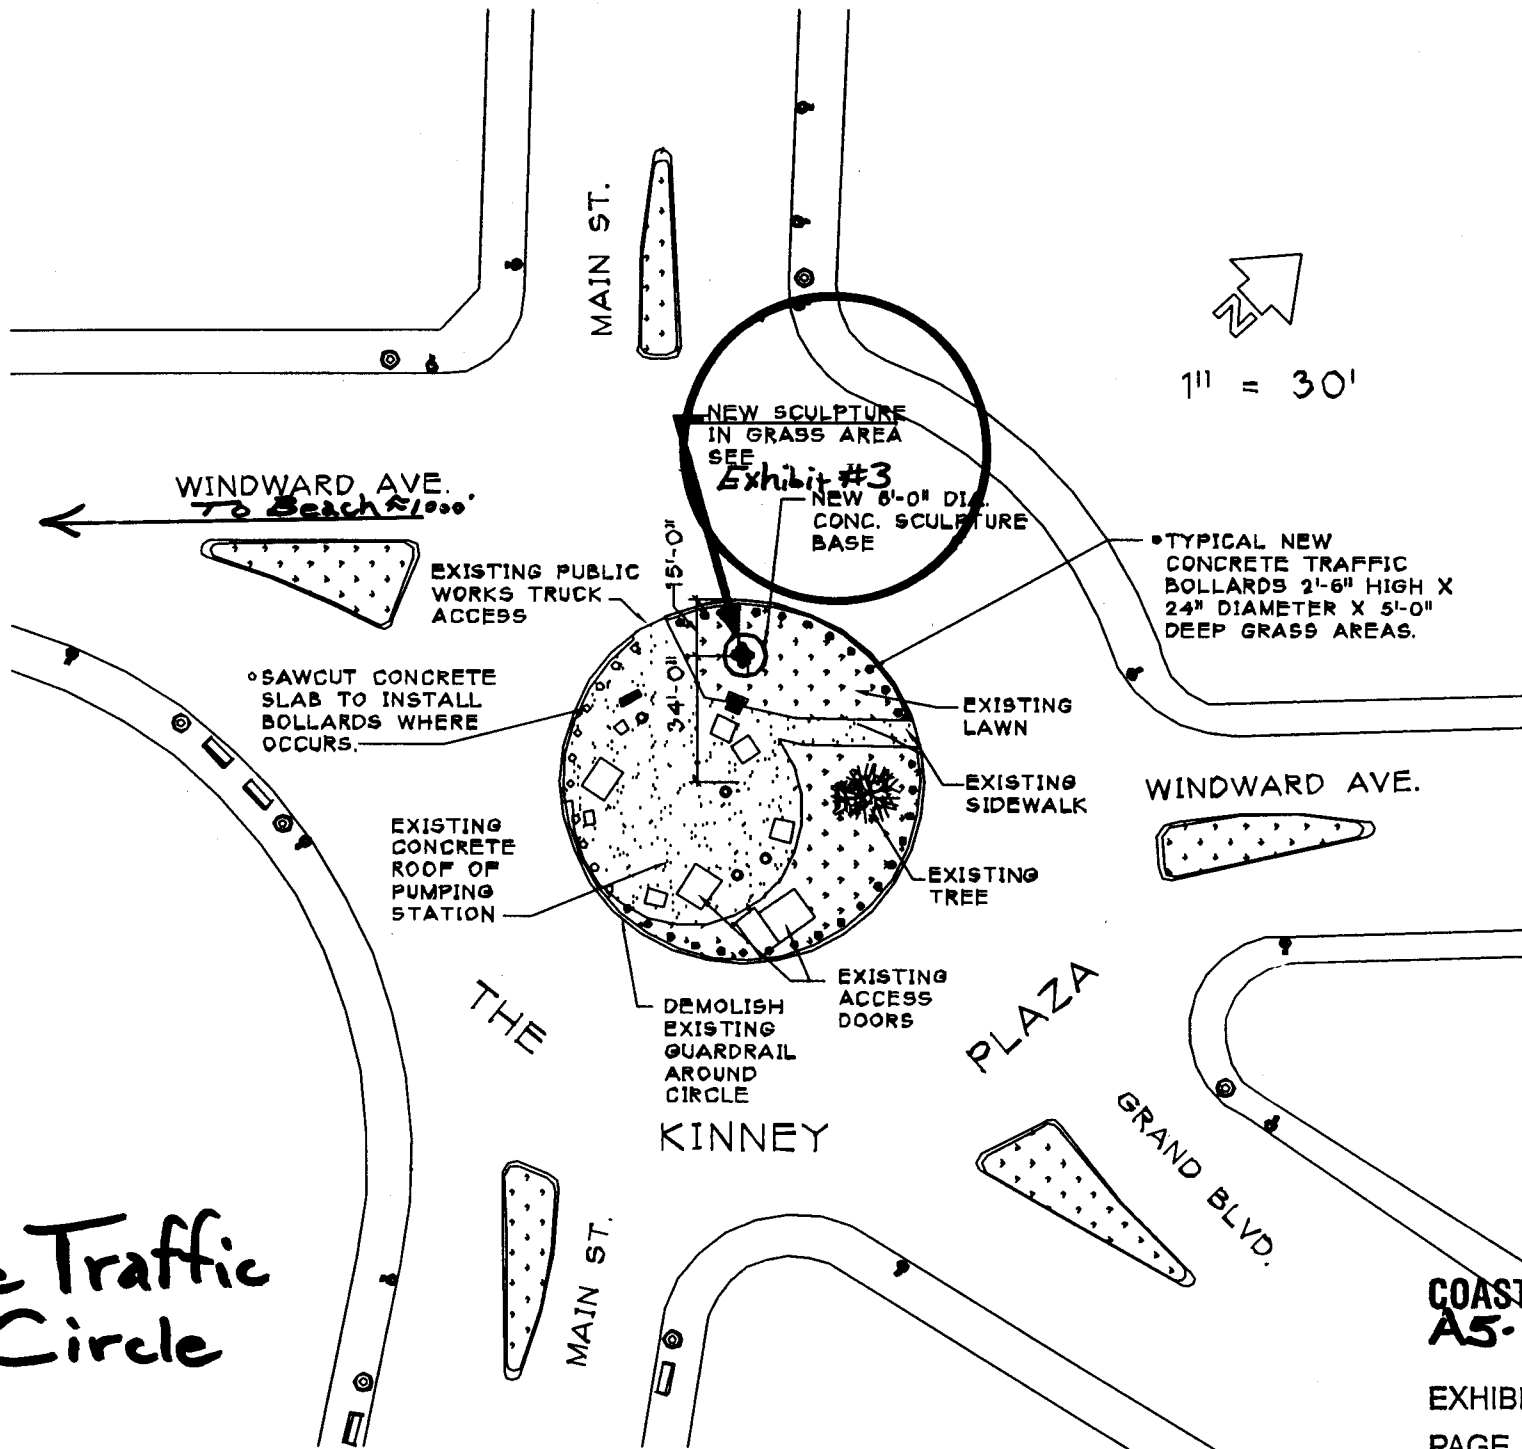 MAIN ST.
N
1" = 30'
NEW SCULPTURE
IN GRASS AREA
SEE
Exhibit #3
NEW 6'-0" DIA.
CONC. SCULPTURE
BASE
WINDWARD AVE.
To Beach ≈1000'
EXISTING PUBLIC
WORKS TRUCK
ACCESS
15'-0"
34'-0"
TYPICAL NEW
CONCRETE TRAFFIC
BOLLARDS 2'-6" HIGH X
24" DIAMETER X 5'-0"
DEEP GRASS AREAS.
SAWCUT CONCRETE
SLAB TO INSTALL
BOLLARDS WHERE
OCCURS.
EXISTING
LAWN
EXISTING
SIDEWALK
WINDWARD AVE.
EXISTING
CONCRETE
ROOF OF
PUMPING
STATION
EXISTING
TREE
EXISTING
ACCESS
DOORS
DEMOLISH
EXISTING
GUARDRAIL
AROUND
CIRCLE
THE
KINNEY
PLAZA
GRAND BLVD.
MAIN ST.
e Traffic
Circle
COAST
A5-
EXHIBI
PAGE